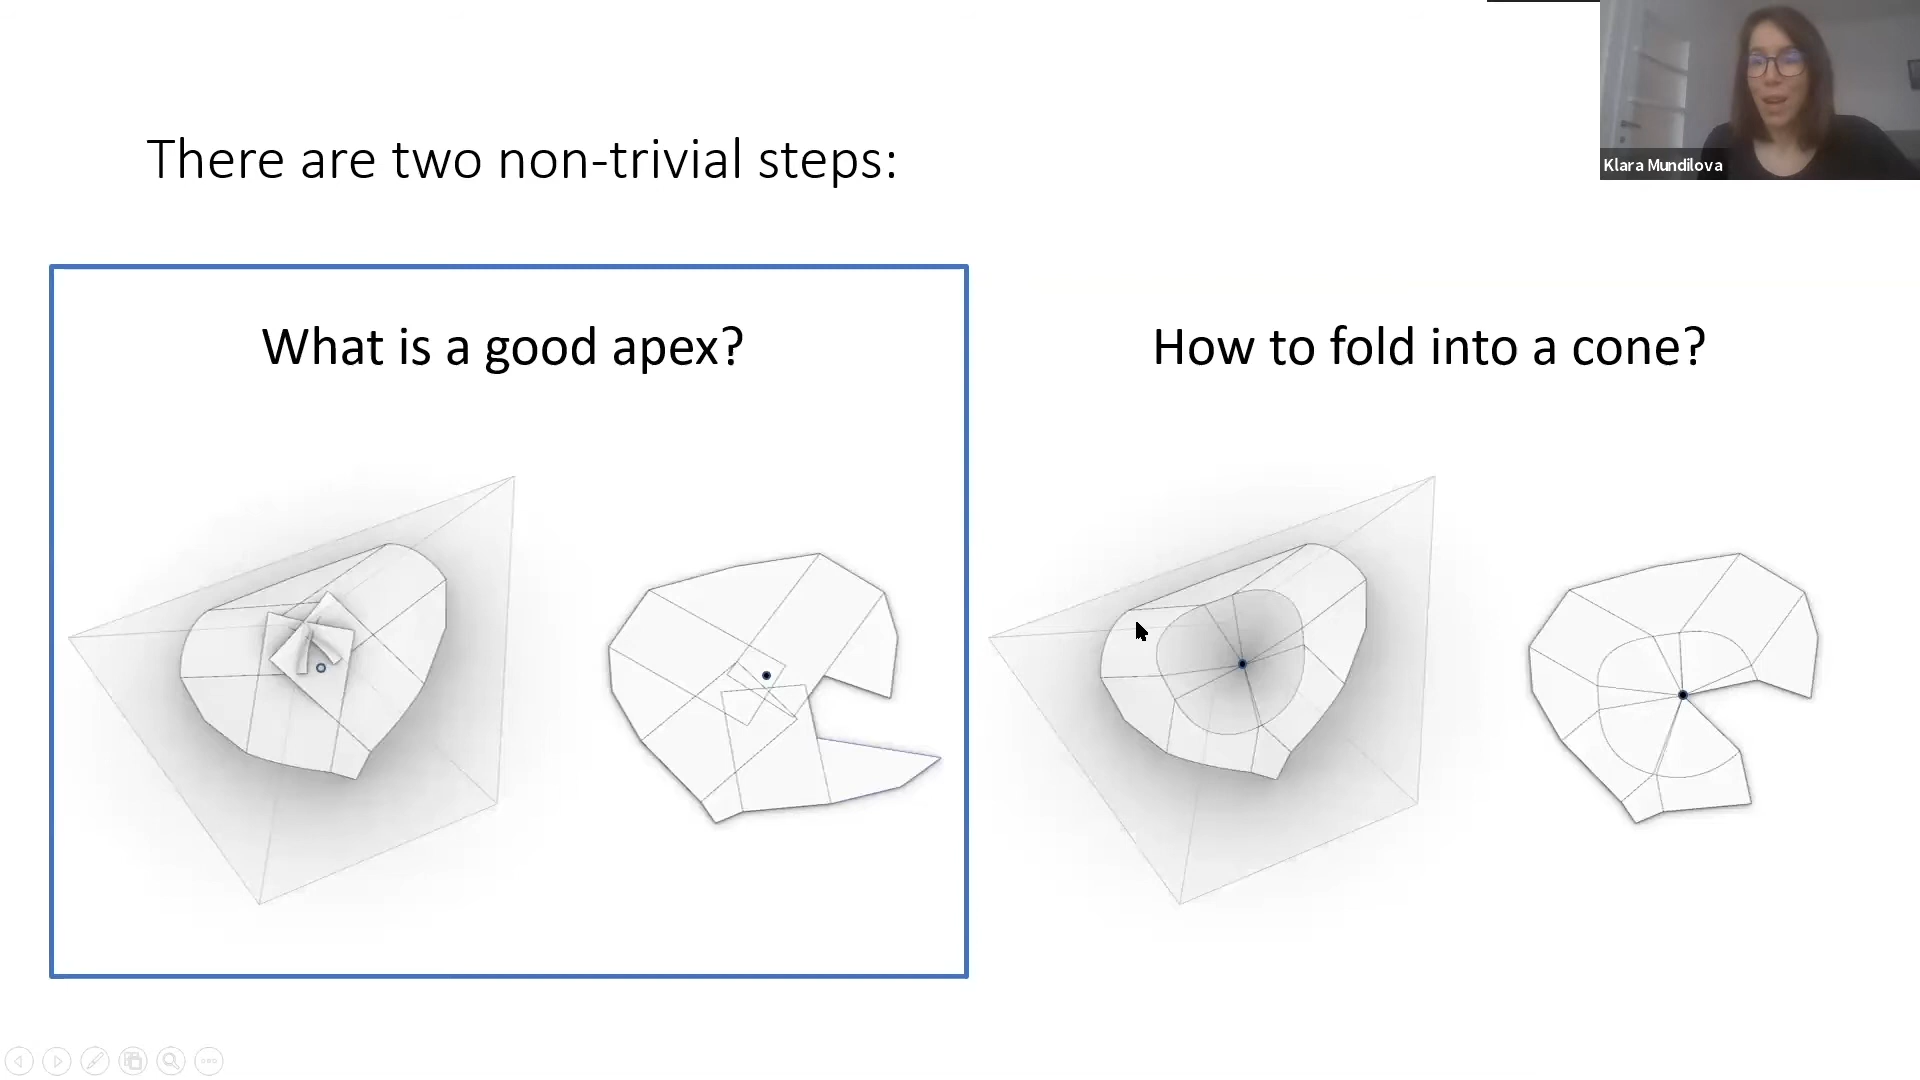 There are two non-trivial steps:
What is a good apex?
How to fold into a cone?
Klara Mundilova